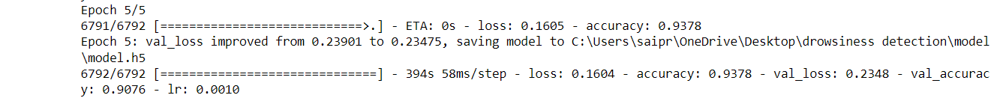 Epoch 5/5
6791/6792 [============================>.] - ETA: 0s - loss: 0.1605 - accuracy: 0.9378
Epoch 5: val_loss improved from 0.23901 to 0.23475, saving model to C:\Users\saipr\OneDrive\Desktop\drowsiness detection\model
\model.h5
6792/6792 [==============================] - 394s 58ms/step - loss: 0.1604 - accuracy: 0.9378 - val_loss: 0.2348 - val_accurac
y: 0.9076 - lr: 0.0010